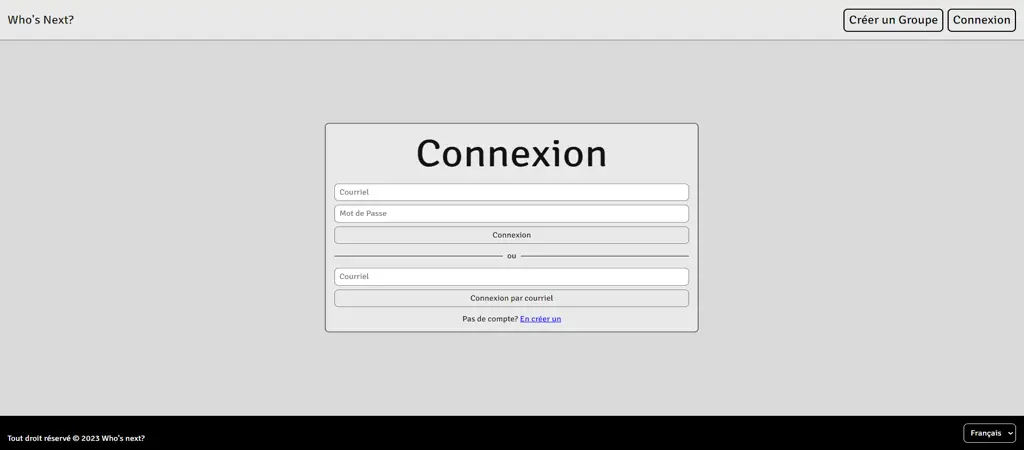 Who's Next?
Créer un Groupe
Connexion
Connexion
Courriel
Mot de Passe
Connexion
ou
Courriel
Connexion par courriel
Pas de compte? En créer un
Tout droit réservé © 2023 Who's next?
Français